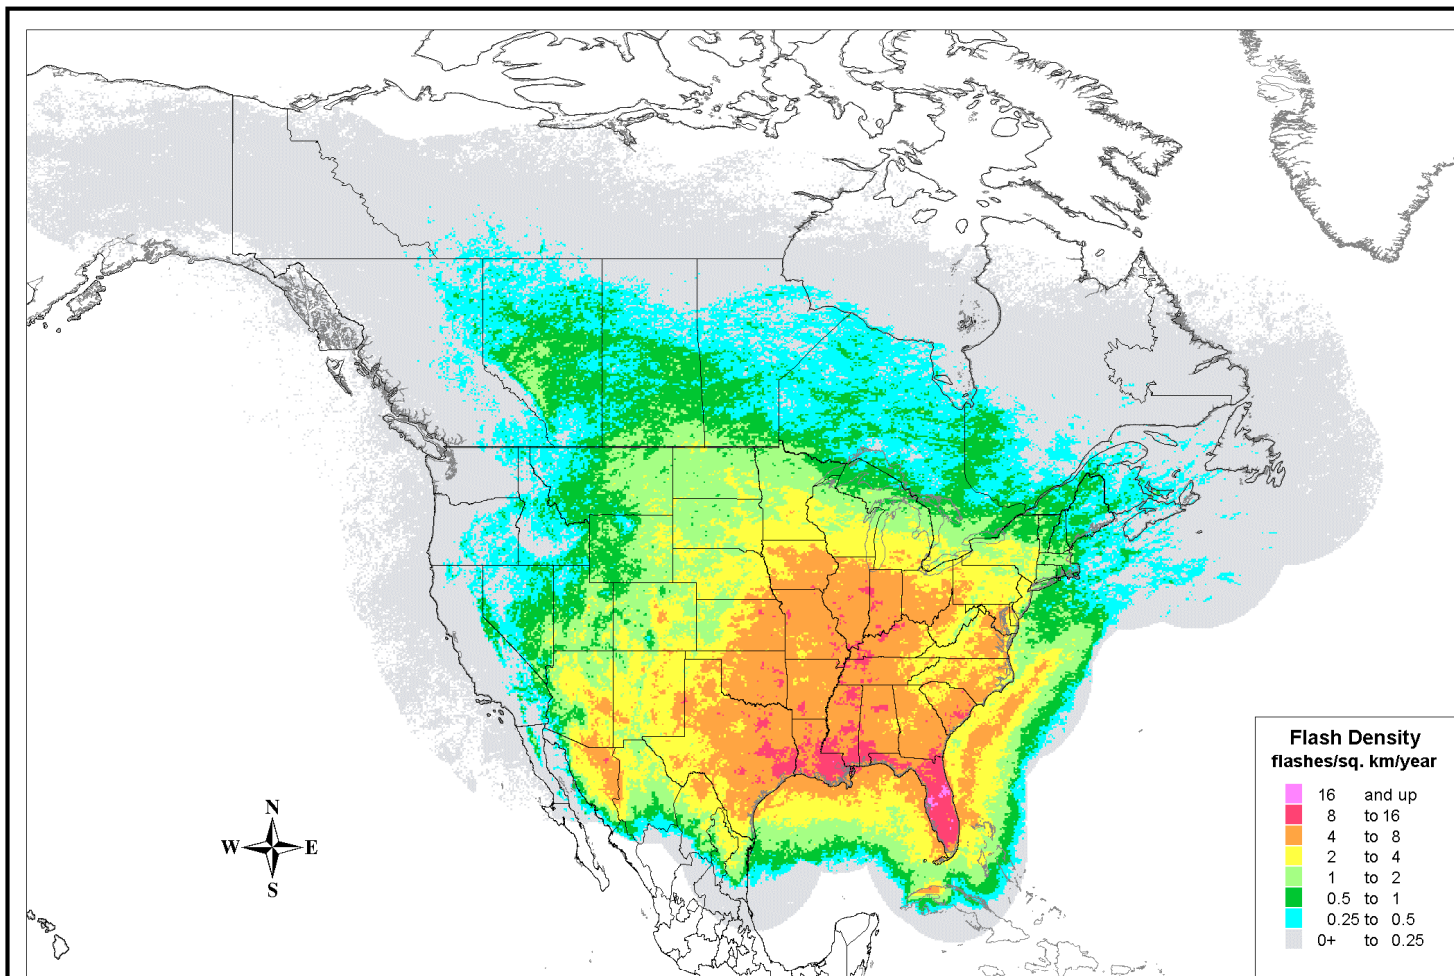 N
W E
S
Flash Density
flashes/sq. km/year
16 and up
8 to 16
4 to 8
2 to 4
1 to 2
0.5 to 1
0.25 to 0.5
0+ to 0.25